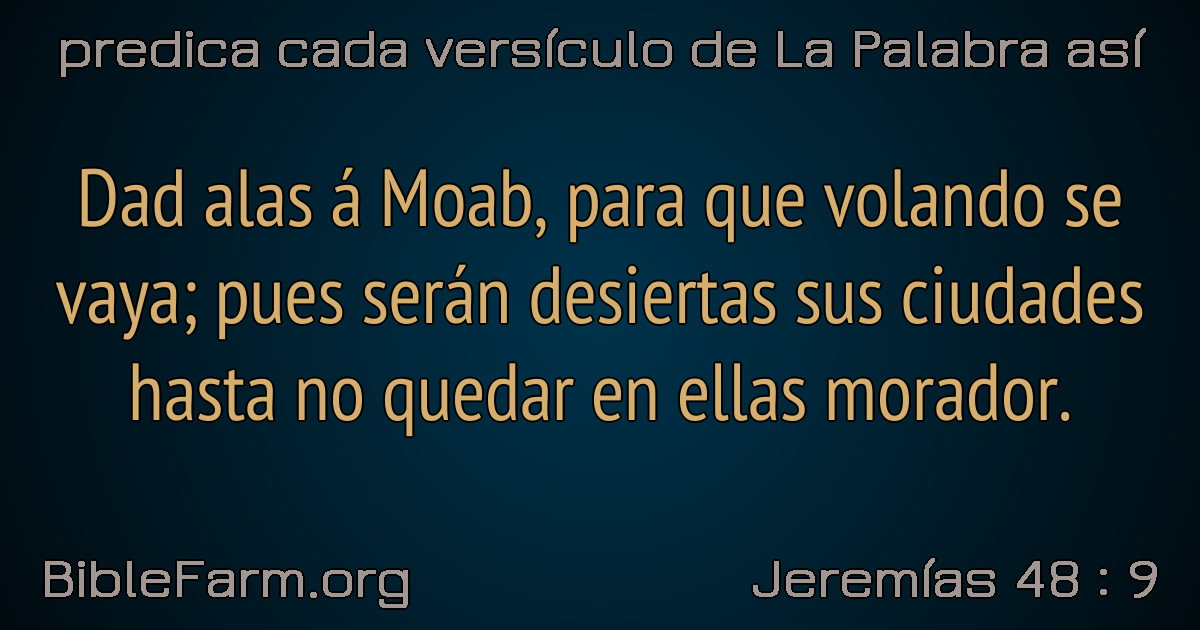 predica cada versículo de La Palabra así
Dad alas á Moab, para que volando se
vaya; pues serán desiertas sus ciudades
hasta no quedar en ellas morador.
BibleFarm.org
Jeremías 48 : 9